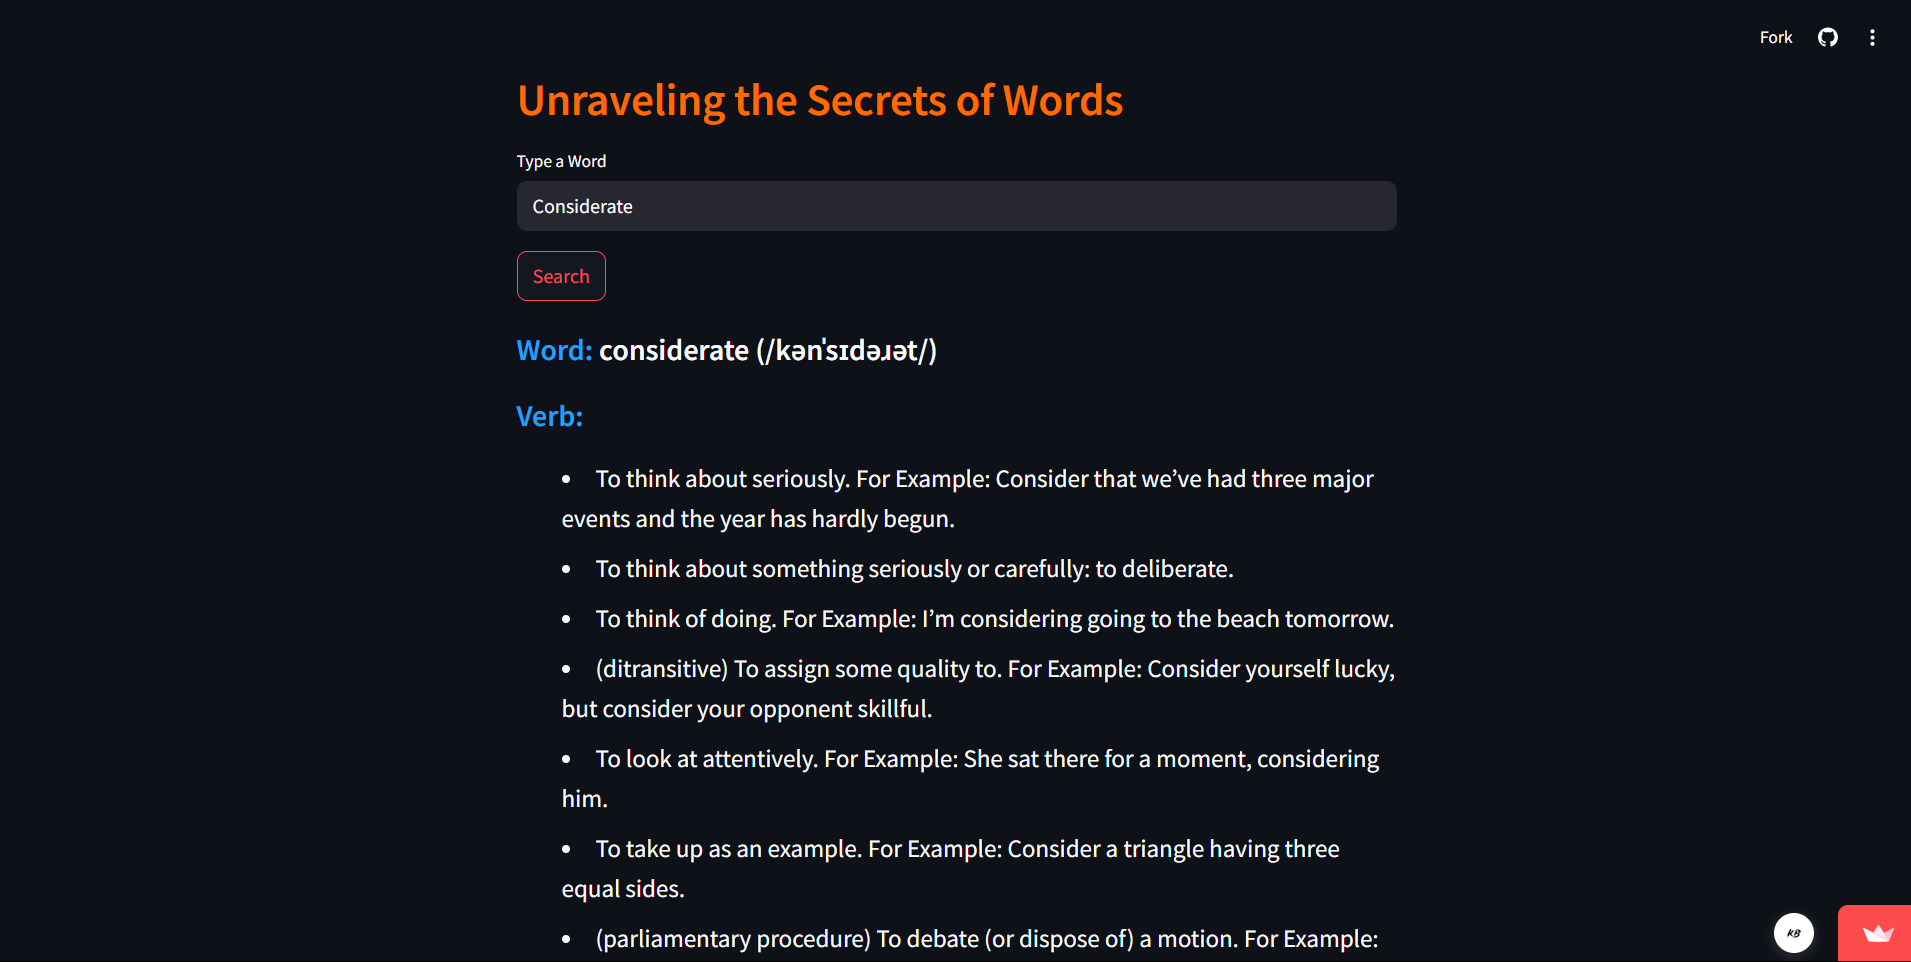 Fork
Unraveling the Secrets of Words
Type a Word
Considerate
Search
Word: considerate (/kənˈsɪdəɹət/)
Verb:
• To think about seriously. For Example: Consider that we’ve had three major
events and the year has hardly begun.
• To think about something seriously or carefully: to deliberate.
• To think of doing. For Example: I’m considering going to the beach tomorrow.
• (ditransitive) To assign some quality to. For Example: Consider yourself lucky,
but consider your opponent skillful.
• To look at attentively. For Example: She sat there for a moment, considering
him.
• To take up as an example. For Example: Consider a triangle having three
equal sides.
• (parliamentary procedure) To debate (or dispose of) a motion. For Example:
KB